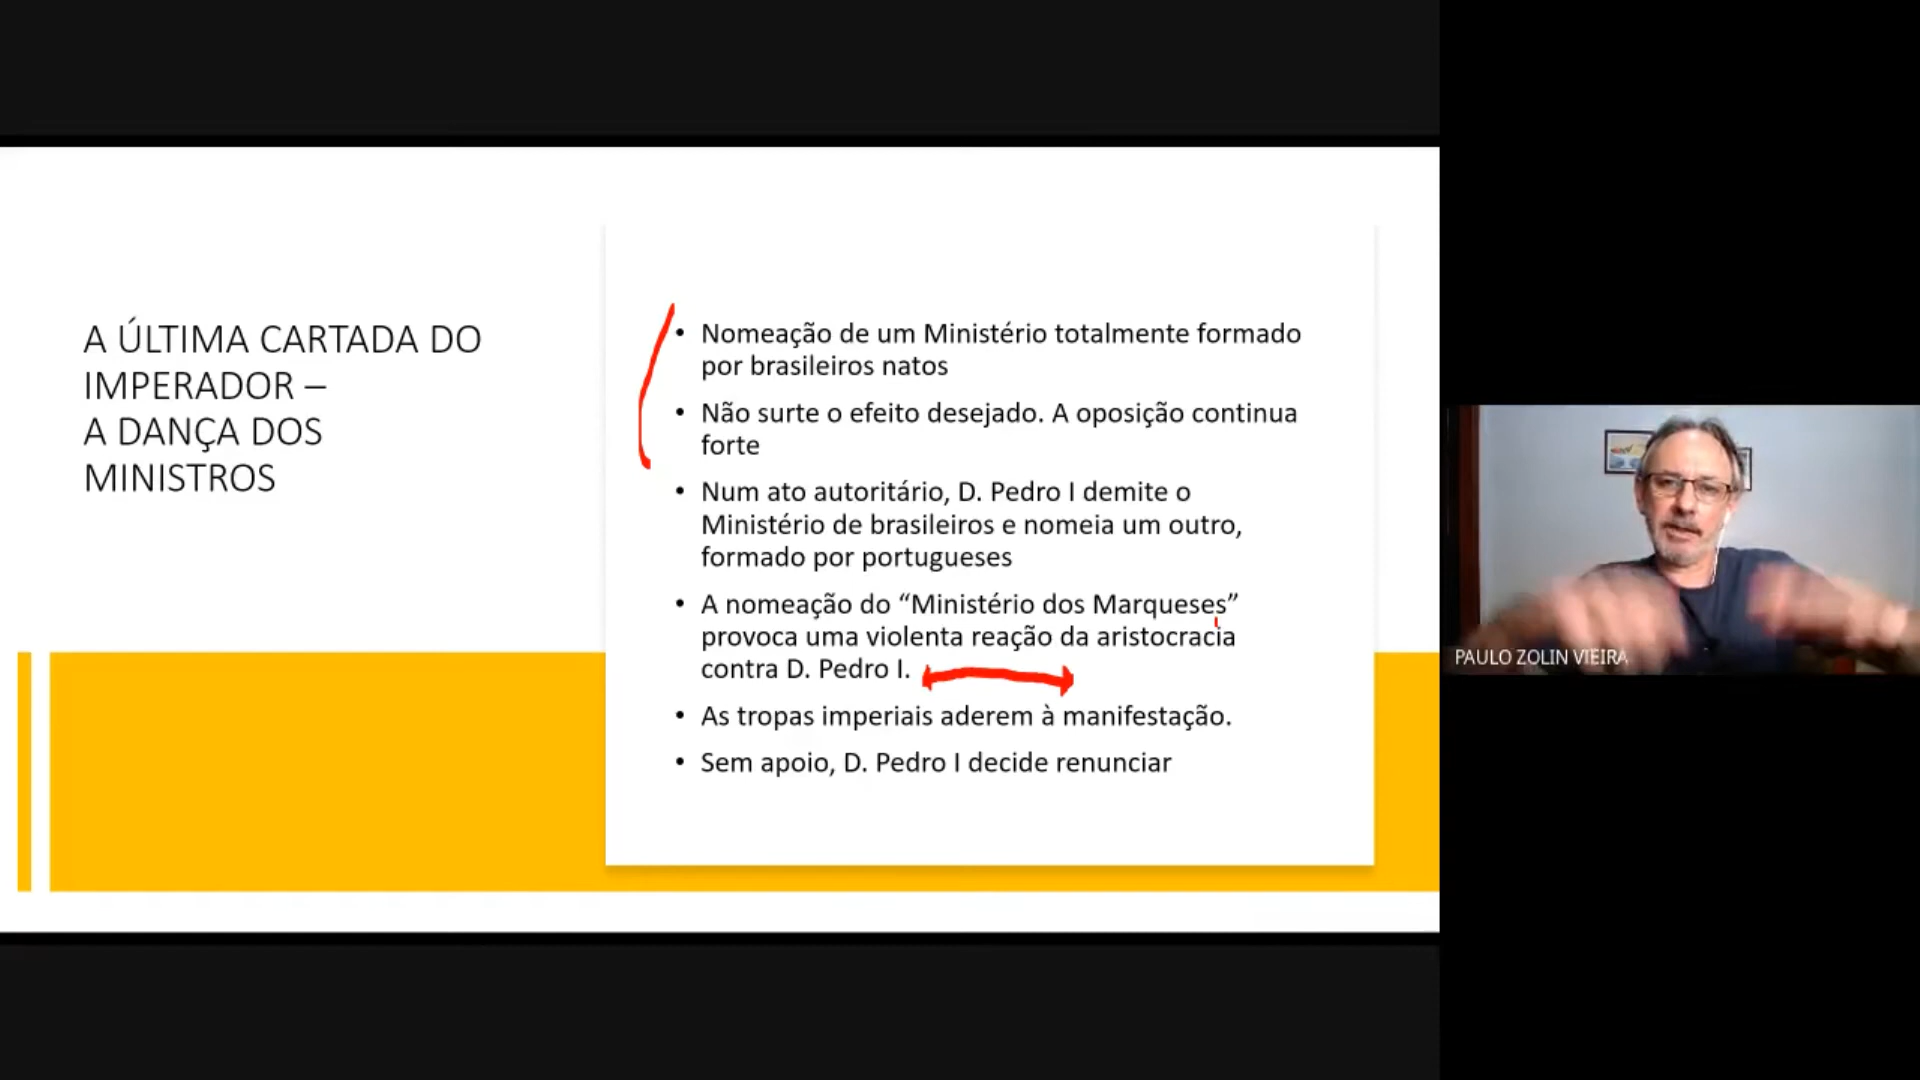 A ÚLTIMA CARTADA DO
IMPERADOR –
A DANÇA DOS
MINISTROS
• Nomeação de um Ministério totalmente formado
por brasileiros natos
• Não surte o efeito desejado. A oposição continua
forte
• Num ato autoritário, D. Pedro I demite o
Ministério de brasileiros e nomeia um outro,
formado por portugueses
• A nomeação do “Ministério dos Marqueses”
provoca uma violenta reação da aristocracia
contra D. Pedro I.
• As tropas imperiais aderem à manifestação.
• Sem apoio, D. Pedro I decide renunciar
PAULO ZOLIN VIEIRA